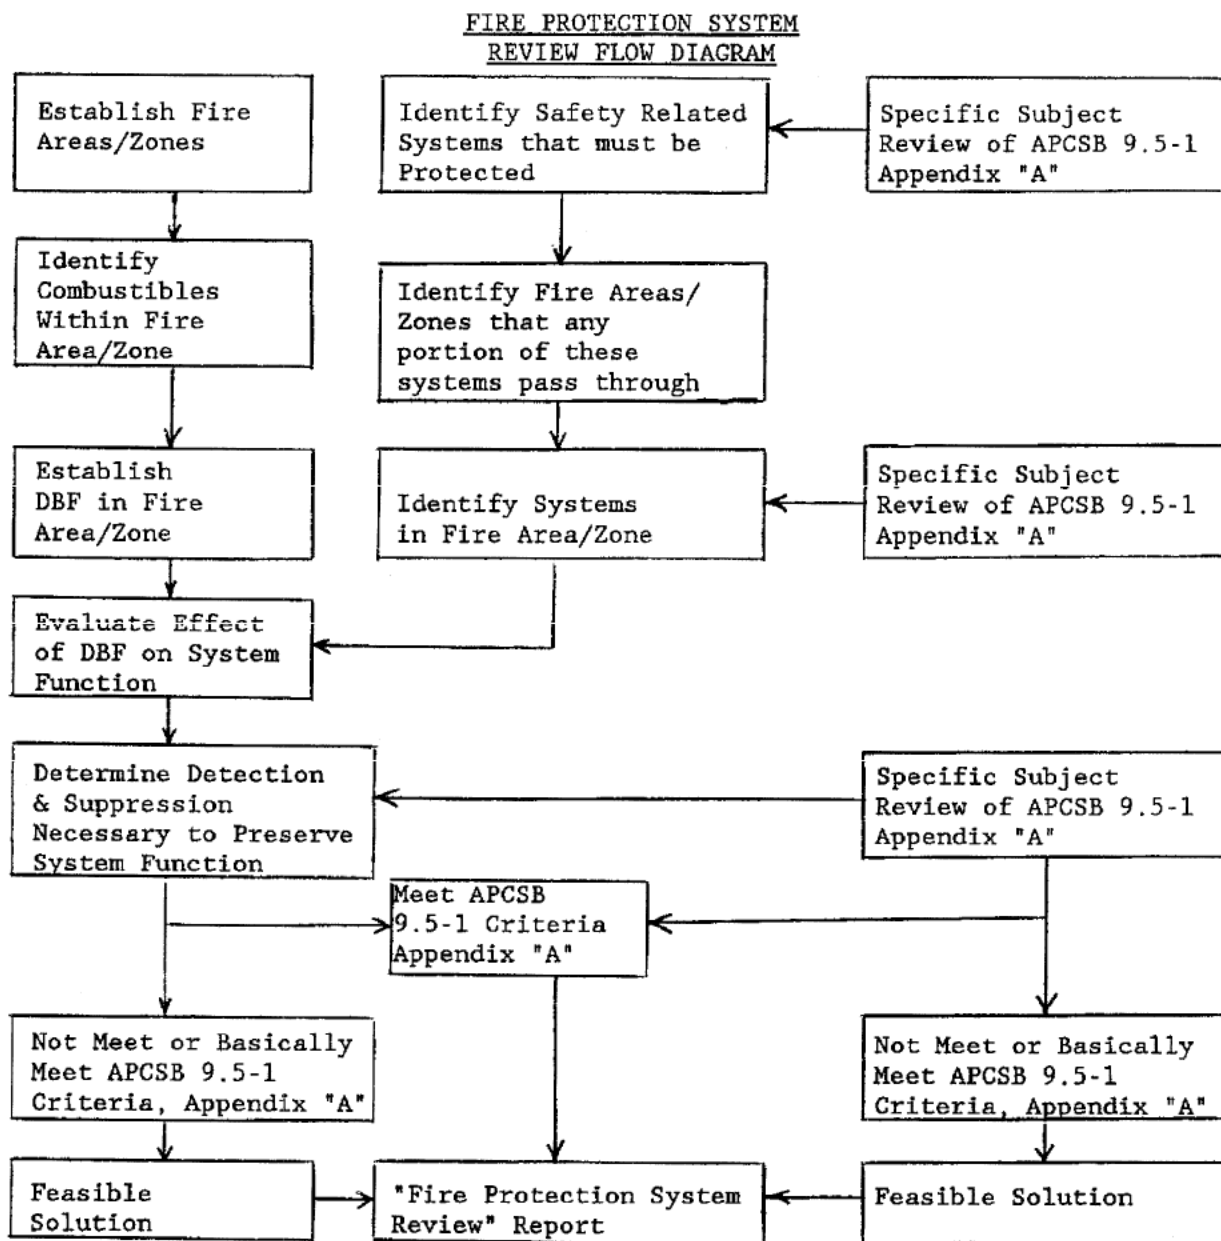 FIRE PROTECTION SYSTEM
REVIEW FLOW DIAGRAM
Establish Fire
Areas/Zones
Identify Safety Related
Systems that must be
Protected
Specific Subject
Review of APCSB 9.5-1
Appendix "A"
Identify
Combustibles
Within Fire
Area/Zone
Identify Fire Areas/
Zones that any
portion of these
systems pass through
Establish
DBF in Fire
Area/Zone
Identify Systems
in Fire Area/Zone
Specific Subject
Review of APCSB 9.5-1
Appendix "A"
Evaluate Effect
of DBF on System
Function
Determine Detection
& Suppression
Necessary to Preserve
System Function
Specific Subject
Review of APCSB 9.5-1
Appendix "A"
Meet APCSB
9.5-1 Criteria
Appendix "A"
Not Meet or Basically
Meet APCSB 9.5-1
Criteria, Appendix "A"
Not Meet or Basically
Meet APCSB 9.5-1
Criteria, Appendix "A"
Feasible
Solution
"Fire Protection System
Review" Report
Feasible Solution